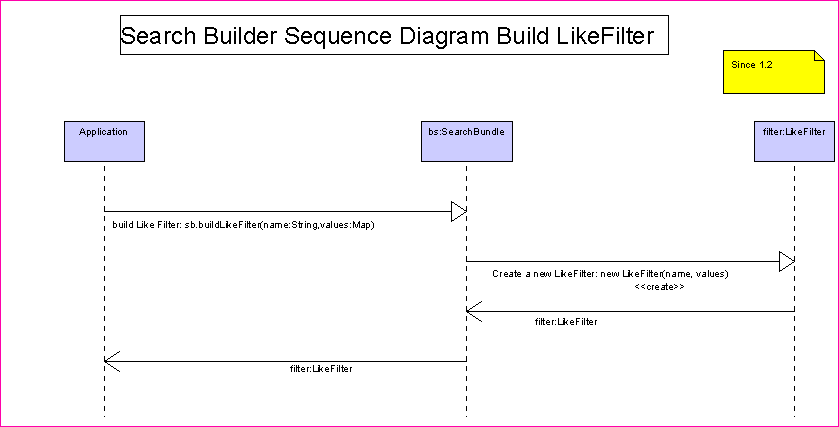 Search Builder Sequence Diagram Build LikeFilter
Since 1.2
Application
bs:SearchBundle
filter:LikeFilter
build Like Filter: sb.buildLikeFilter(name:String,values:Map)
Create a new LikeFilter: new LikeFilter(name, values)
<<create>>
filter:LikeFilter
filter:LikeFilter